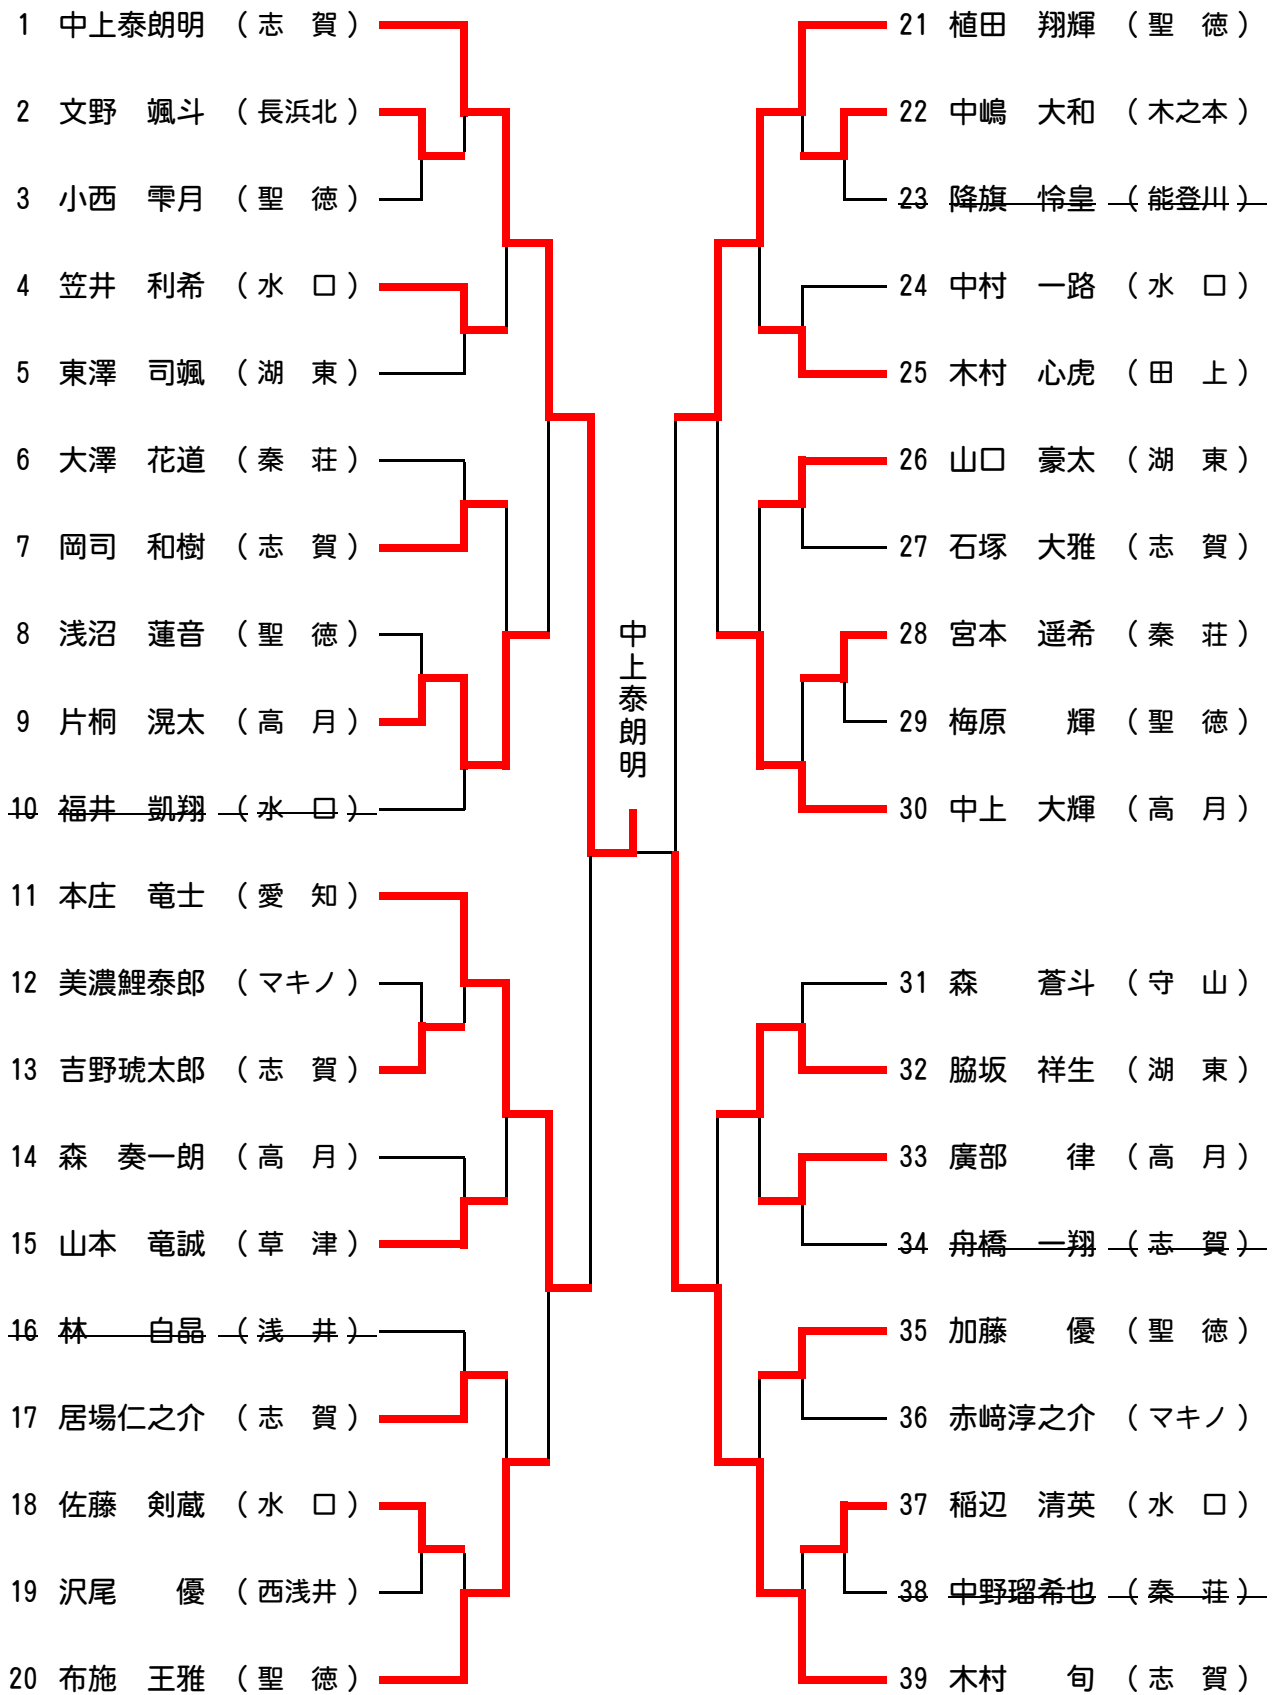 1 中上泰朗明 （志　賀）
2 文野　颯斗 （長浜北）
3 小西　雫月 （聖　徳）
4 笠井　利希 （水　口）
5 東澤　司颯 （湖　東）
6 大澤　花道 （秦　荘）
7 岡司　和樹 （志　賀）
8 浅沼　蓮音 （聖　徳）
9 片桐　滉太 （高　月）
10 福井　凱翔 （水　口）
11 本庄　竜士 （愛　知）
12 美濃鯉泰郎 （マキノ）
13 吉野琥太郎 （志　賀）
14 森　奏一朗 （高　月）
15 山本　竜誠 （草　津）
16 林　　白晶 （浅　井）
17 居場仁之介 （志　賀）
18 佐藤　剣蔵 （水　口）
19 沢尾　　優 （西浅井）
20 布施　王雅 （聖　徳）
中上泰朗明
21 植田　翔輝 （聖　徳）
22 中嶋　大和 （木之本）
23 降旗　怜皇 （能登川）
24 中村　一路 （水　口）
25 木村　心虎 （田　上）
26 山口　豪太 （湖　東）
27 石塚　大雅 （志　賀）
28 宮本　遥希 （秦　荘）
29 梅原　　輝 （聖　徳）
30 中上　大輝 （高　月）
31 森　　蒼斗 （守　山）
32 脇坂　祥生 （湖　東）
33 廣部　　律 （高　月）
34 舟橋　一翔 （志　賀）
35 加藤　　優 （聖　徳）
36 赤﨑淳之介 （マキノ）
37 稲辺　清英 （水　口）
38 中野瑠希也 （秦　荘）
39 木村　　旬 （志　賀）